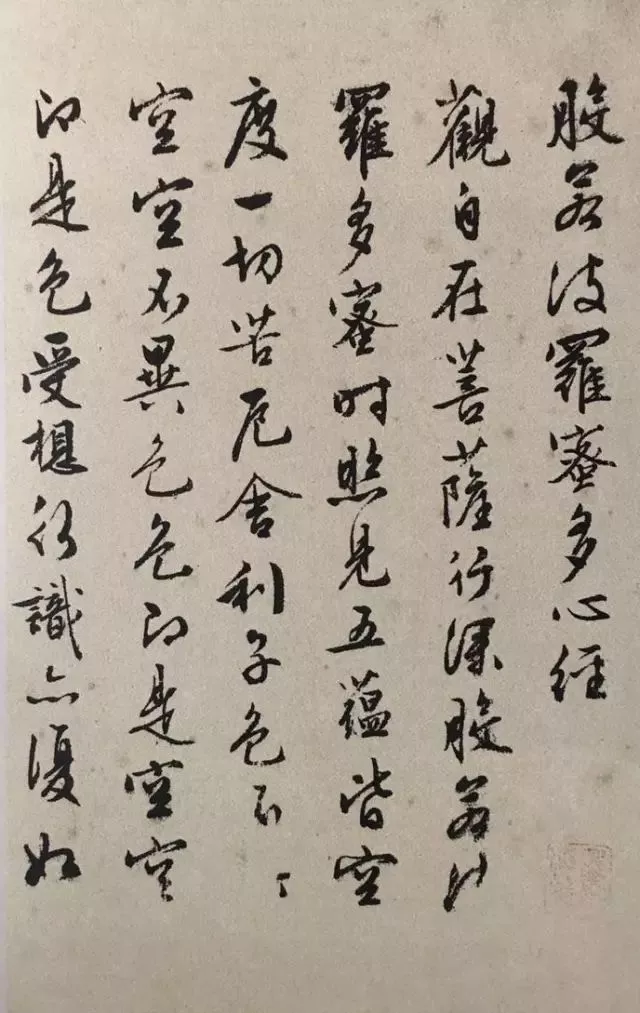 般若波羅蜜多心經
觀自在菩薩行深般若波
羅多蜜時照見五蘊皆空
度一切苦厄舍利子色不
空空不異色色即是空空
即是色受想行識亦復如